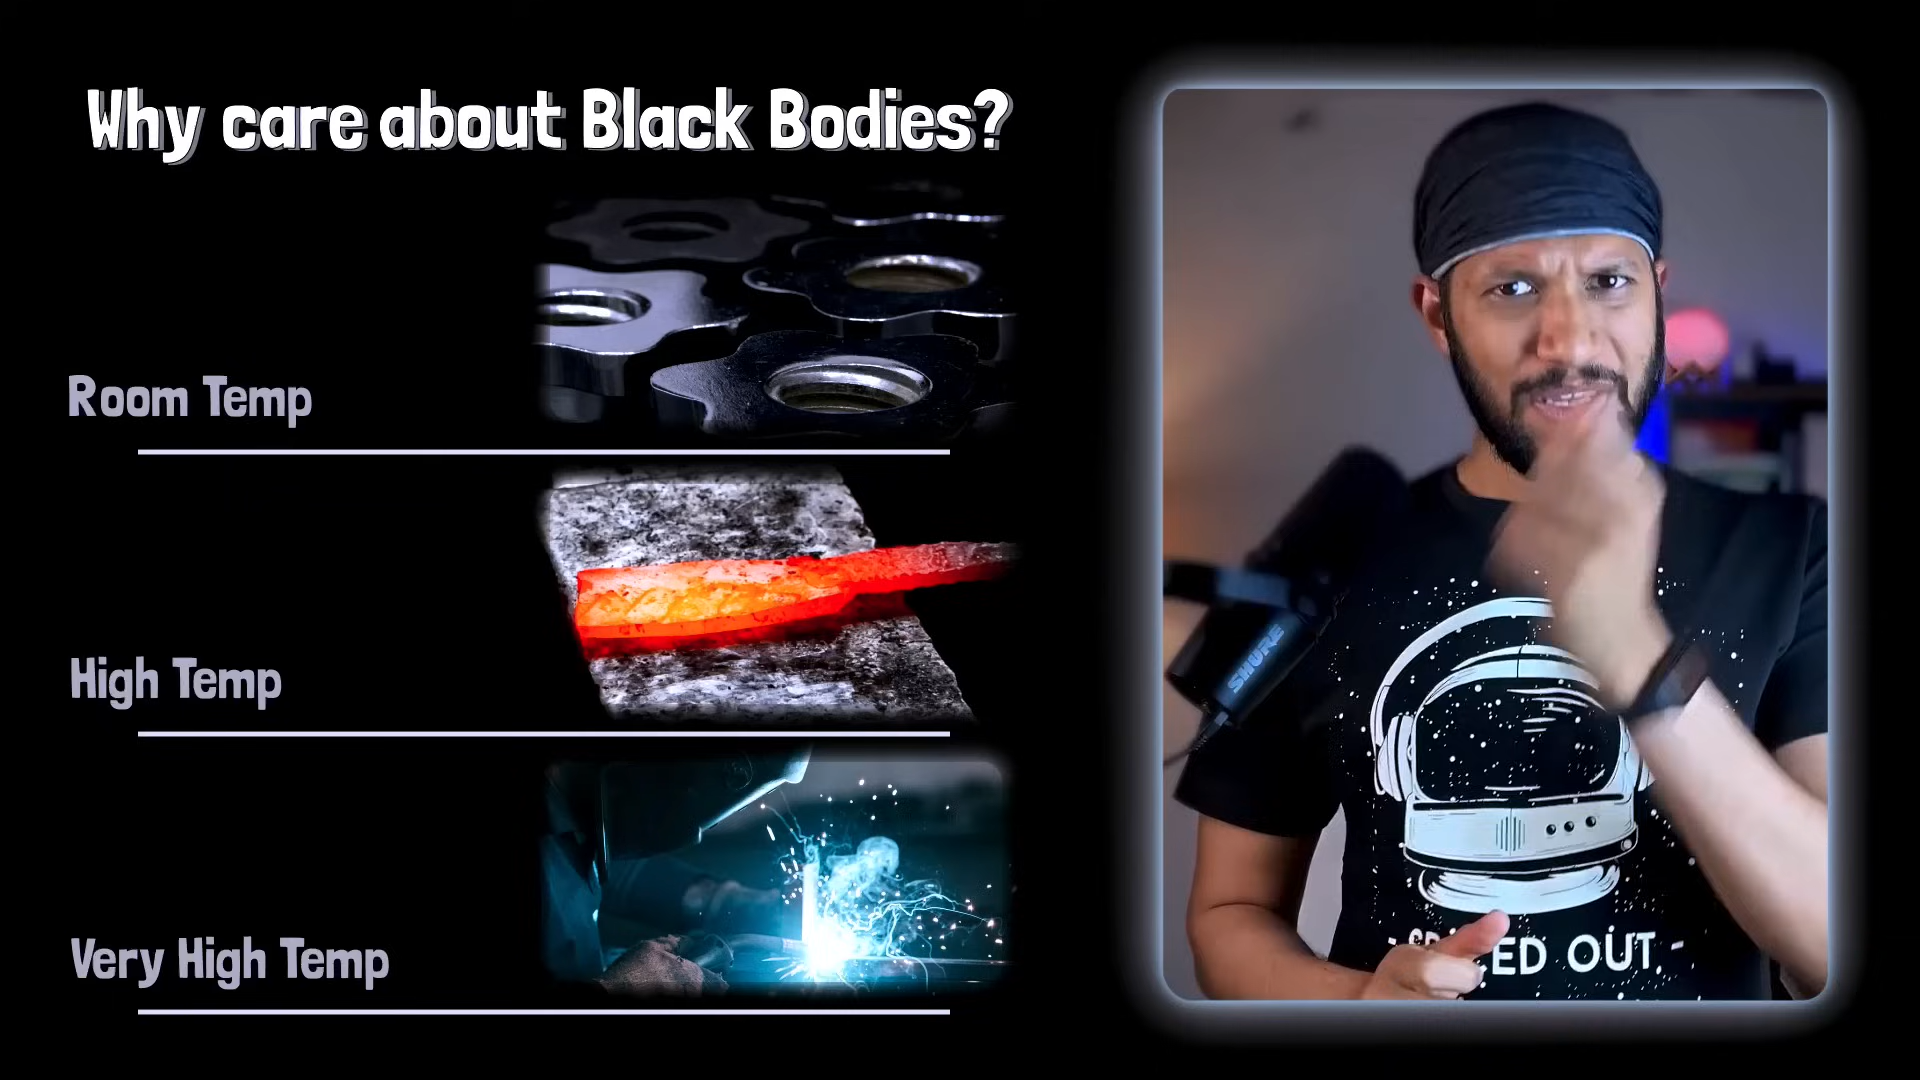 Why care about Black Bodies?
Room Temp
High Temp
Very High Temp
SHURE
ED OUT -